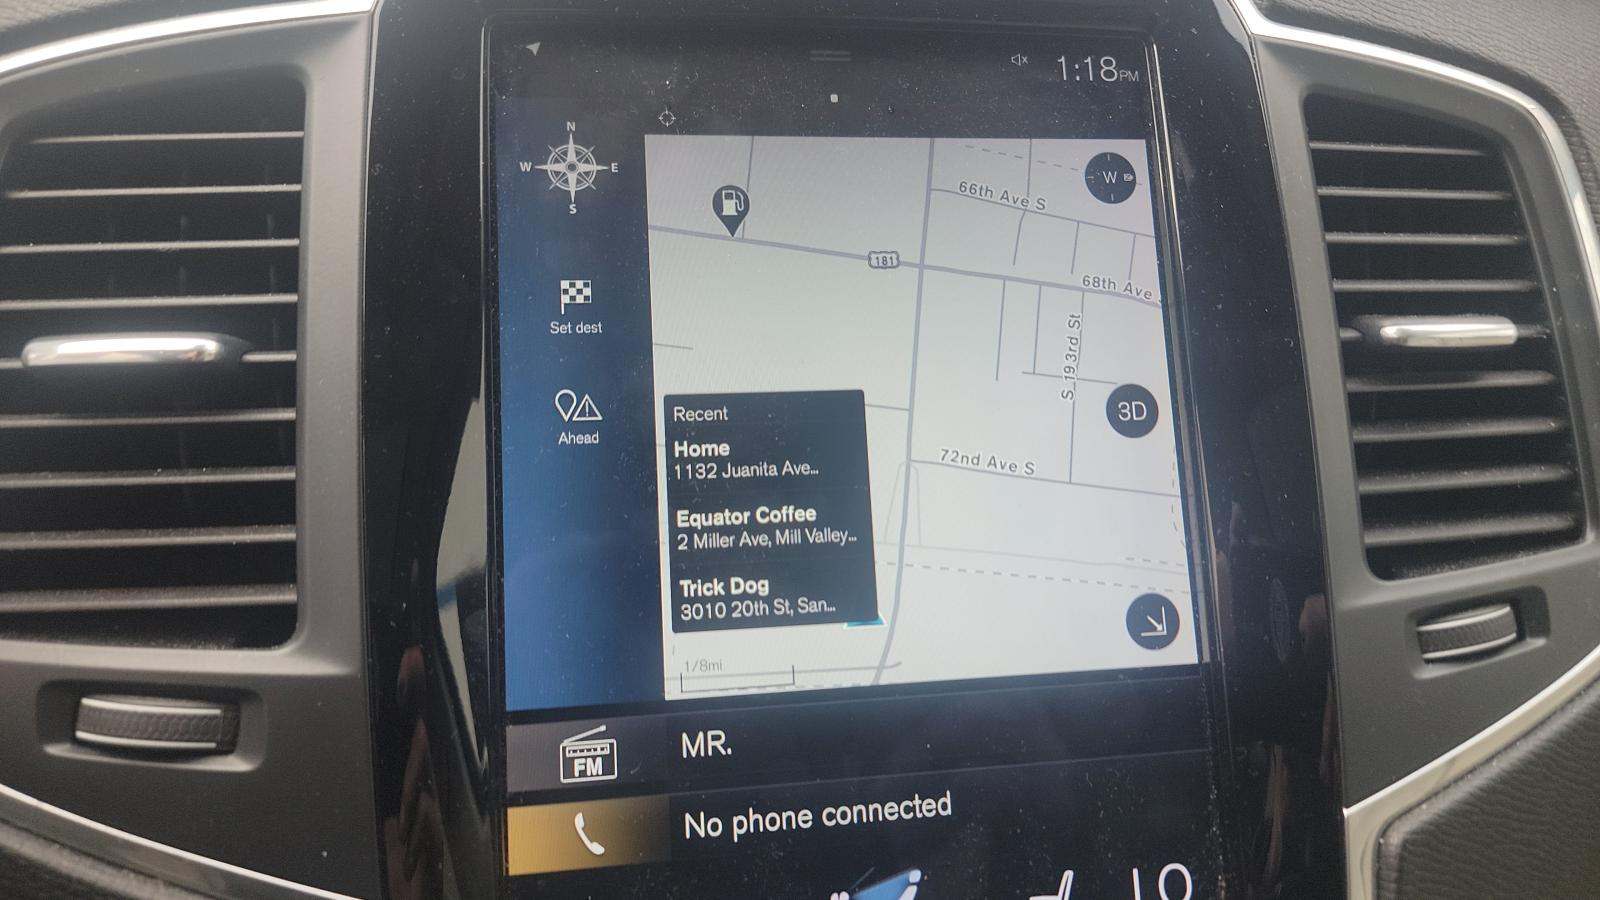 1:18PM
N
W E
S
W
66th Ave S
181
68th Ave
Set dest
S 193rd St
3D
Recent
Home
1132 Juanita Ave...
Ahead
72nd Ave S
Equator Coffee
2 Miller Ave, Mill Valley...
Trick Dog
3010 20th St, San...
1/8mi
MR.
FM
No phone connected
LO